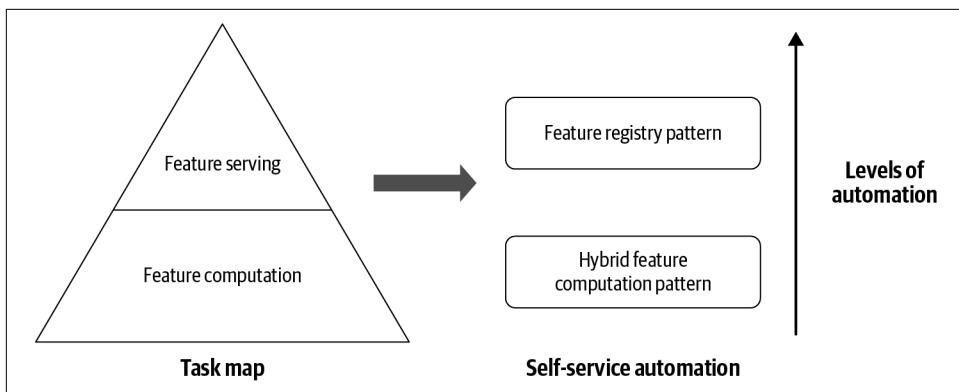 Feature serving
Feature computation
Task map
Feature registry pattern
Hybrid feature
computation pattern
Self-service automation
Levels of
automation